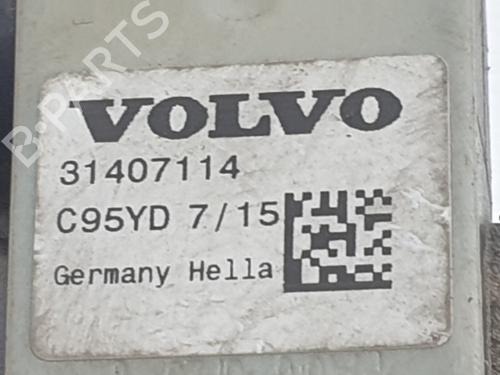 B-PARTS
VOLVO
31407114
C95YD 7/15
Germany Hella